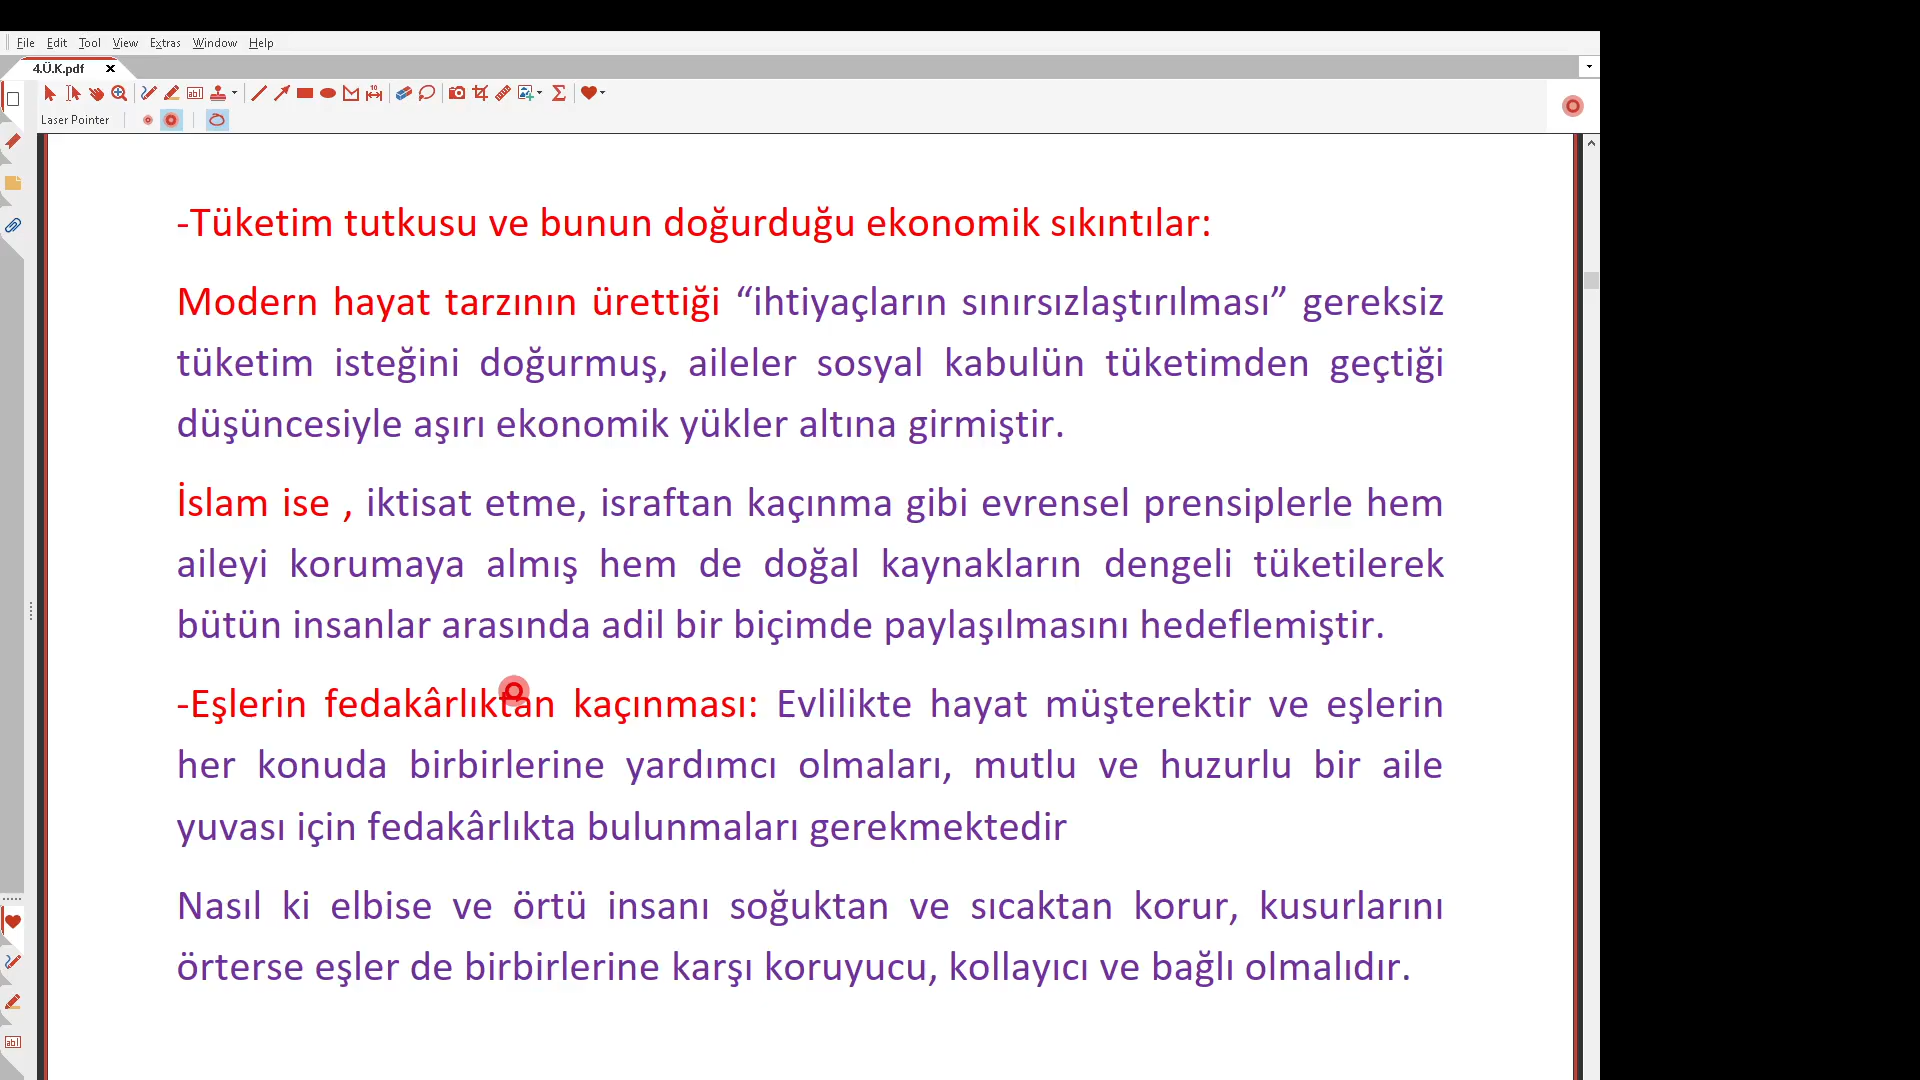 File Edit Tool View Extras Window Help
4.Ü.K.pdf
Laser Pointer
-Tüketim tutkusu ve bunun doğurduğu ekonomik sıkıntılar:
Modern hayat tarzının ürettiği “ihtiyaçların sınırsızlaştırılması” gereksiz
tüketim isteğini doğurmuş, aileler sosyal kabulün tüketimden geçtiği
düşüncesiyle aşırı ekonomik yükler altına girmiştir.
İslam ise , iktisat etme, israftan kaçınma gibi evrensel prensiplerle hem
aileyi korumaya almış hem de doğal kaynakların dengeli tüketilerek
bütün insanlar arasında adil bir biçimde paylaşılmasını hedeflemiştir.
-Eşlerin fedakârlıktan kaçınması: Evlilikte hayat müşterektir ve eşlerin
her konuda birbirlerine yardımcı olmaları, mutlu ve huzurlu bir aile
yuvası için fedakârlıkta bulunmaları gerekmektedir
Nasıl ki elbise ve örtü insanı soğuktan ve sıcaktan korur, kusurlarını
örterse eşler de birbirlerine karşı koruyucu, kollayıcı ve bağlı olmalıdır.